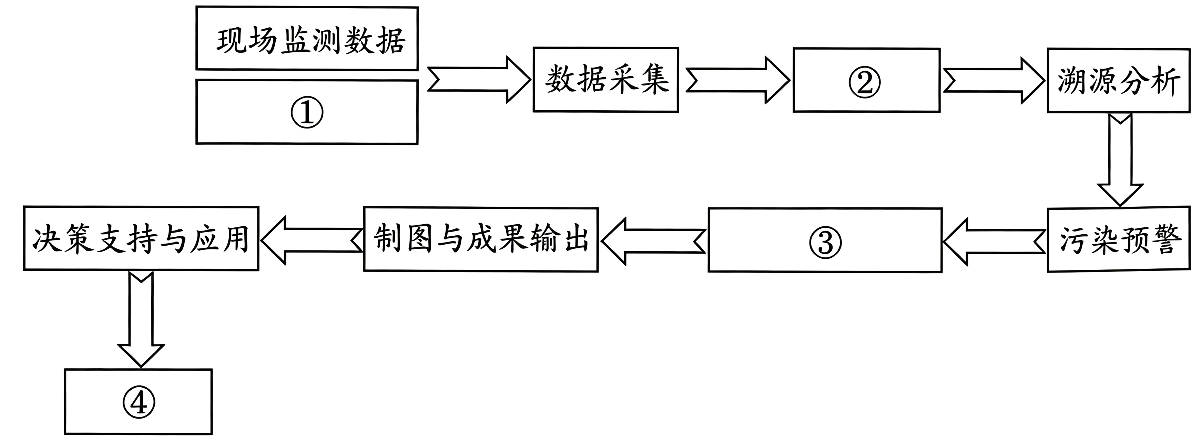 现场监测数据
①
数据采集
②
溯源分析
污染预警
③
制图与成果输出
决策支持与应用
④